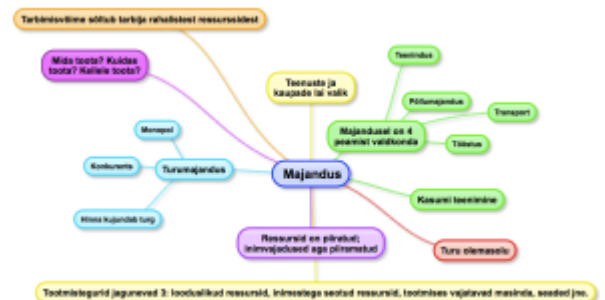 Tarbimisvõime sõltub tarbija rahalistest ressurssidest
Mida toota? Kuidas
toota? Kellele toota?
Teenuste ja
kaupade lai valik
Teenindus
Põllumajandus
Transport
Tööstus
Majandusel on 4
peamist valdkonda
Monopol
Konkurents
Turumajandus
Hinna kujundab turg
Majandus
Kasumi teenimine
Ressursid on piiratud;
inimvajadused aga piiramatud
Turu olemasolu
Tootmistegurid jagunevad 3: looduslikud ressursid, inimestega seotud ressursid, tootmises vajatavad masinda, seaded jne.